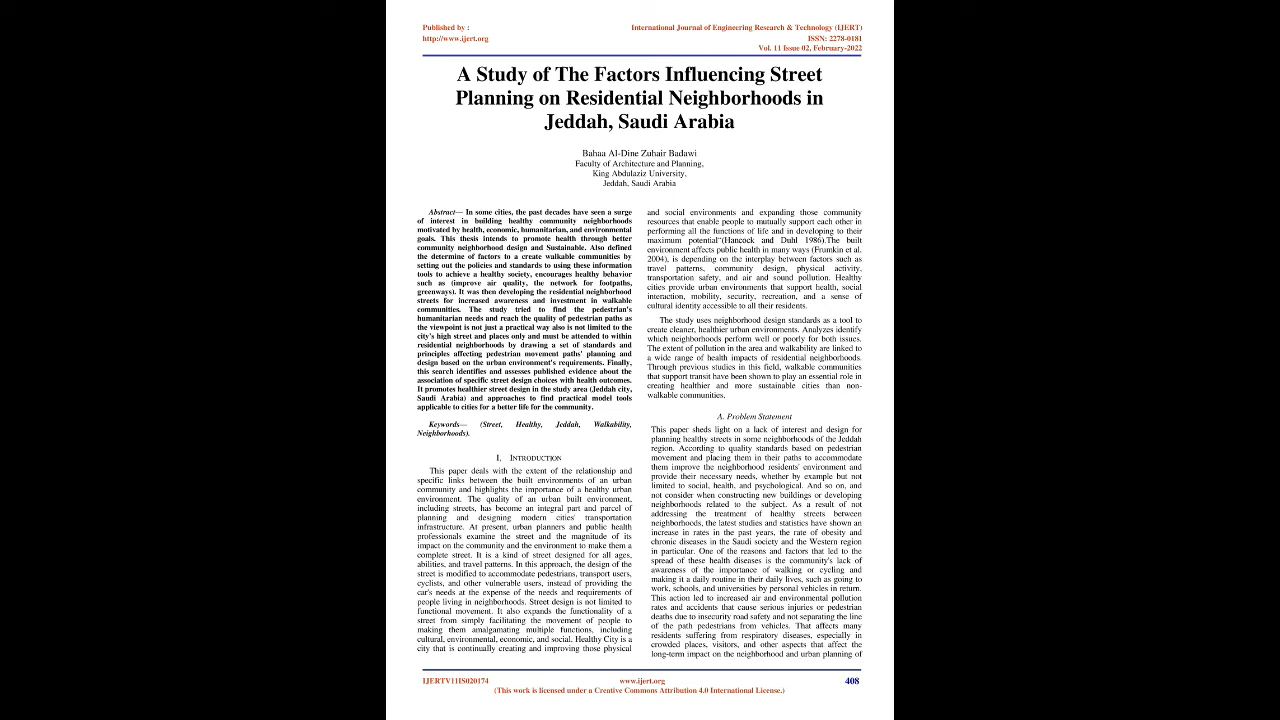 Published by :
http://www.ijert.org
International Journal of Engineering Research & Technology (IJERT)
ISSN: 2278-0181
Vol. 11 Issue 02, February-2022
A Study of The Factors Influencing Street
Planning on Residential Neighborhoods in
Jeddah, Saudi Arabia
Bahaa Al-Dine Zuhair Badawi
Faculty of Architecture and Planning,
King Abdulaziz University,
Jeddah, Saudi Arabia
Abstract— In some cities, the past decades have seen a surge
of interest in building healthy community neighborhoods
motivated by health, economic, humanitarian, and environmental
goals. This thesis intends to promote health through better
community neighborhood design and Sustainable. Also defined
the determine of factors to a create walkable communities by
setting out the policies and standards to using these information
tools to achieve a healthy society, encourages healthy behavior
such as (improve air quality, the network for footpaths,
greenways). It was then developing the residential neighborhood
streets for increased awareness and investment in walkable
communities. The study tried to find the pedestrian's
humanitarian needs and reach the quality of pedestrian paths as
the viewpoint is not just a practical way also is not limited to the
city's high street and places only and must be attended to within
residential neighborhoods by drawing a set of standards and
principles affecting pedestrian movement paths' planning and
design based on the urban environment's requirements. Finally,
this search identifies and assesses published evidence about the
association of specific street design choices with health outcomes.
It promotes healthier street design in the study area (Jeddah city,
Saudi Arabia) and approaches to find practical model tools
applicable to cities for a better life for the community.
Keywords— (Street, Healthy, Jeddah, Walkability,
Neighborhoods).
I. INTRODUCTION
This paper deals with the extent of the relationship and
specific links between the built environments of an urban
community and highlights the importance of a healthy urban
environment. The quality of an urban built environment,
including streets, has become an integral part and parcel of
planning and designing modern cities' transportation
infrastructure. At present, urban planners and public health
professionals examine the street and the magnitude of its
impact on the community and the environment to make them a
complete street. It is a kind of street designed for all ages,
abilities, and travel patterns. In this approach, the design of the
street is modified to accommodate pedestrians, transport users,
cyclists, and other vulnerable users, instead of providing the
car's needs at the expense of the needs and requirements of
people living in neighborhoods. Street design is not limited to
functional movement. It also expands the functionality of a
street from simply facilitating the movement of people to
making them amalgamating multiple functions, including
cultural, environmental, economic, and social. Healthy City is a
city that is continually creating and improving those physical
and social environments and expanding those community
resources that enable people to mutually support each other in
performing all the functions of life and in developing to their
maximum potential"(Hancock and Duhl 1986).The built
environment affects public health in many ways (Frumkin et al.
2004), is depending on the interplay between factors such as
travel patterns, community design, physical activity,
transportation safety, and air and sound pollution. Healthy
cities provide urban environments that support health, social
interaction, mobility, security, recreation, and a sense of
cultural identity accessible to all their residents.
The study uses neighborhood design standards as a tool to
create cleaner, healthier urban environments. Analyzes identify
which neighborhoods perform well or poorly for both issues.
The extent of pollution in the area and walkability are linked to
a wide range of health impacts of residential neighborhoods.
Through previous studies in this field, walkable communities
that support transit have been shown to play an essential role in
creating healthier and more sustainable cities than non-
walkable communities.
A. Problem Statement
This paper sheds light on a lack of interest and design for
planning healthy streets in some neighborhoods of the Jeddah
region. According to quality standards based on pedestrian
movement and placing them in their paths to accommodate
them improve the neighborhood residents' environment and
provide their necessary needs, whether by example but not
limited to social, health, and psychological. And so on, and
not consider when constructing new buildings or developing
neighborhoods related to the subject. As a result of not
addressing the treatment of healthy streets between
neighborhoods, the latest studies and statistics have shown an
increase in rates in the past years, the rate of obesity and
chronic diseases in the Saudi society and the Western region
in particular. One of the reasons and factors that led to the
spread of these health diseases is the community's lack of
awareness of the importance of walking or cycling and
making it a daily routine in their daily lives, such as going to
work, schools, and universities by personal vehicles in return.
This action led to increased air and environmental pollution
rates and accidents that cause serious injuries or pedestrian
deaths due to insecurity road safety and not separating the line
of the path pedestrians from vehicles. That affects many
residents suffering from respiratory diseases, especially in
crowded places, visitors, and other aspects that affect the
long-term impact on the neighborhood and urban planning of
IJERTV11IS020174
www.ijert.org
408
(This work is licensed under a Creative Commons Attribution 4.0 International License.)